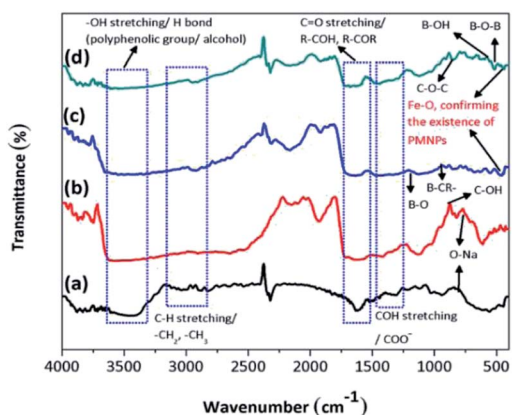 -OH stretching/ H bond
(polyphenolic group/ alcohol)
C=O stretching/
R-COH, R-COR
B-OH
B-O-B
(d)
C-O-C
Fe-O, confirming
the existence of
PMNPs
(c)
B-CR-
C-OH
B-O
(b)
O-Na
(a)
C-H stretching/
-CH₂, -CH₃
COH stretching
/ COO⁻
4000
3500
3000
2500
2000
1500
1000
500
Transmittance (%)
Wavenumber (cm⁻¹)